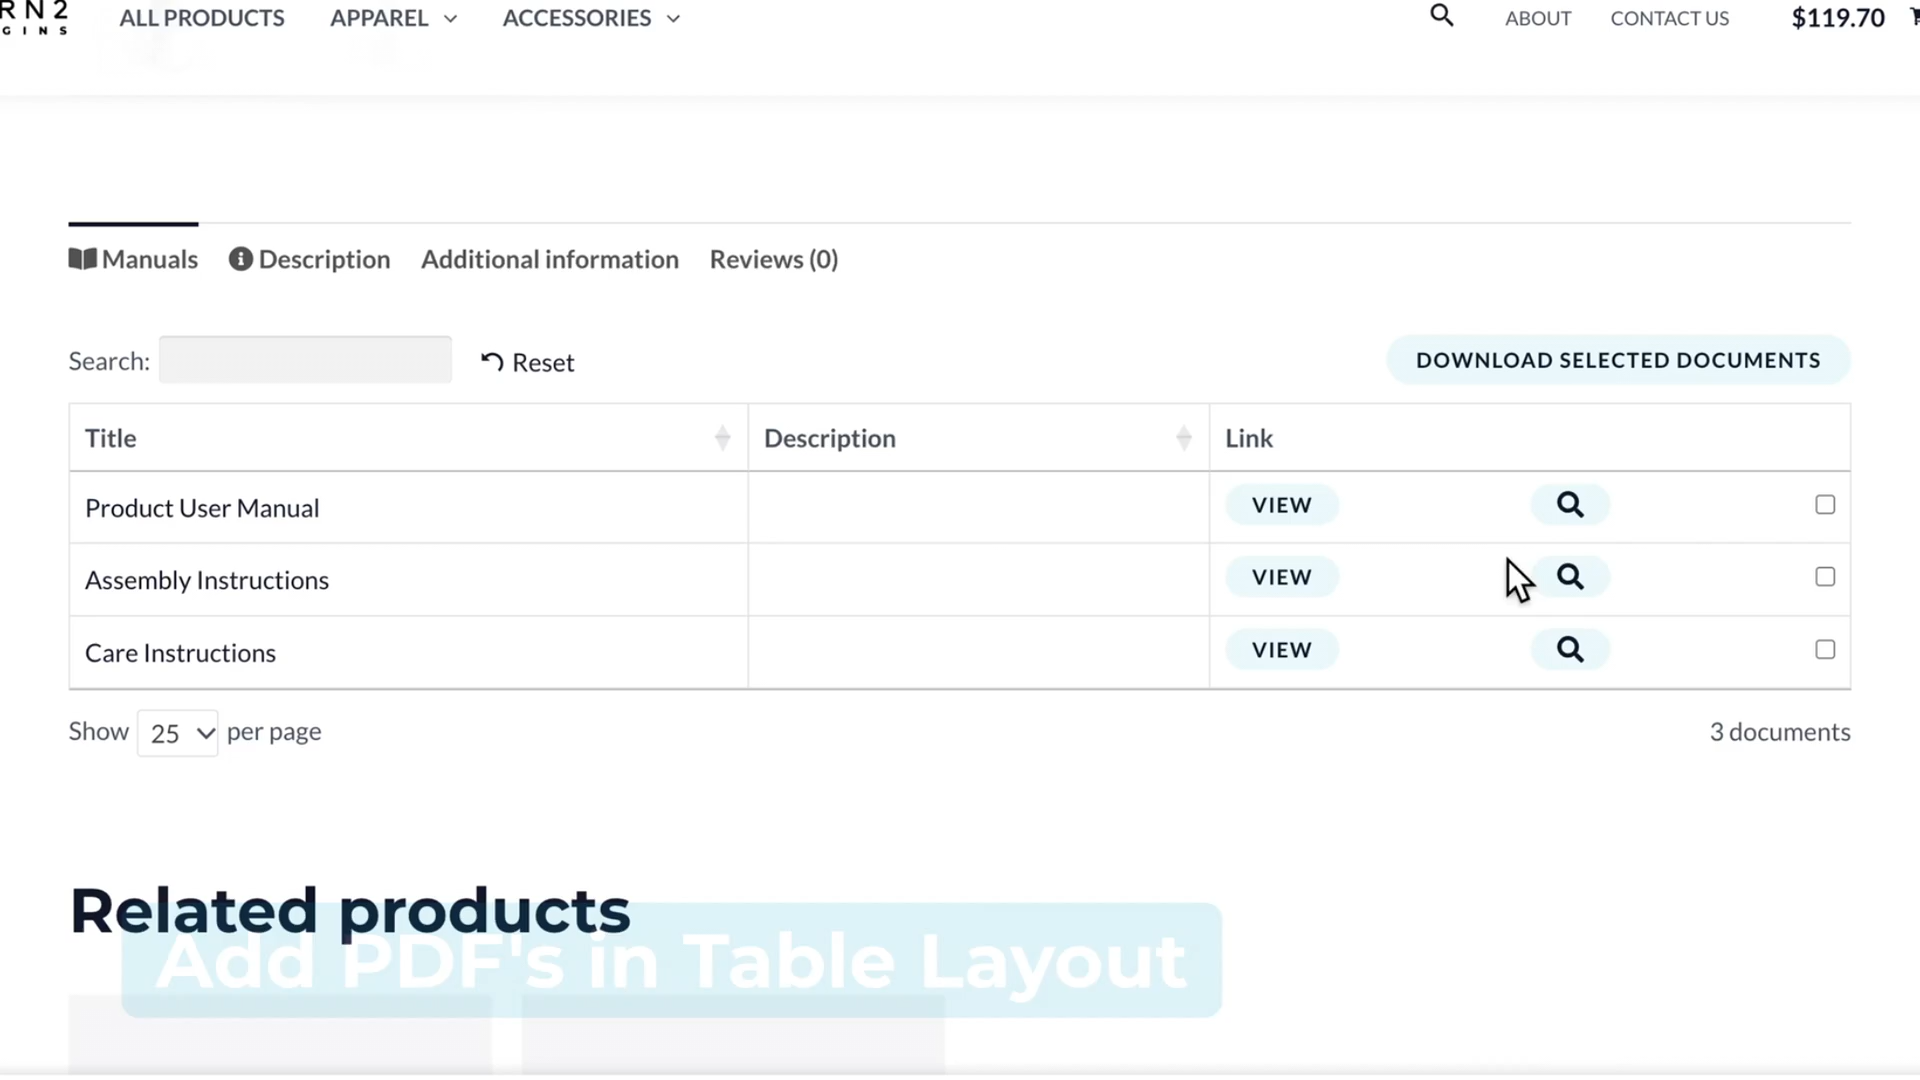 RN2
GINS
ALL PRODUCTS
APPAREL
ACCESSORIES
ABOUT
CONTACT US
$119.70
Manuals
Description
Additional information
Reviews (0)
Search:
Reset
DOWNLOAD SELECTED DOCUMENTS
Title
Description
Link
Product User Manual
VIEW
Assembly Instructions
VIEW
Care Instructions
VIEW
Show 25 per page
3 documents
Related products
Add PDF's in Table Layout